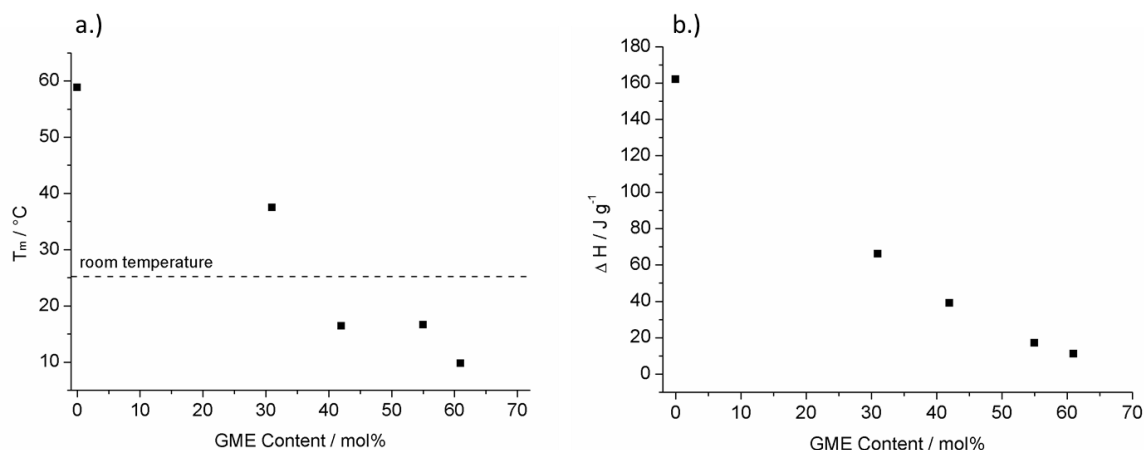 a.)
60
50
40
30
20
10
T m / °C
room temperature
0 10 20 30 40 50 60 70
GME Content / mol%
b.)
180
160
140
120
100
80
60
40
20
0
Δ H / J g⁻¹
0 10 20 30 40 50 60 70
GME Content / mol%